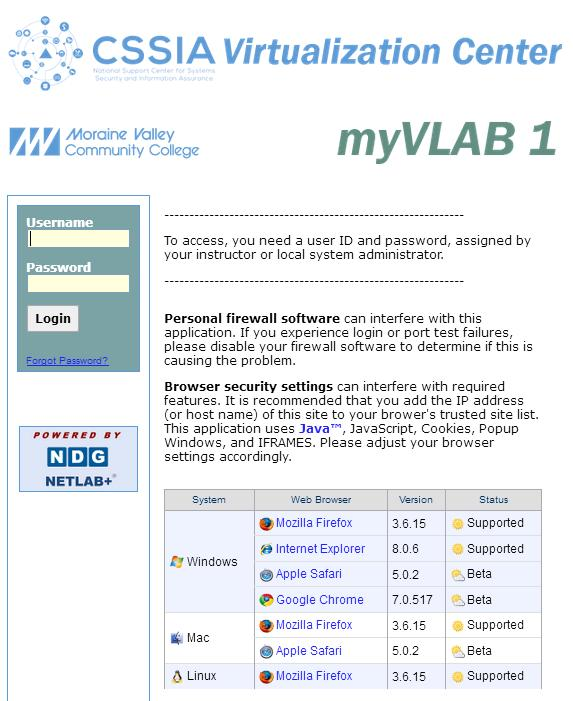 CSSIA Virtualization Center
National Support Center for Systems
Security and Information Assurance
Moraine Valley
Community College
myVLAB 1
Username
Password
Login
Forgot Password?
POWERED BY
NDG
NETLAB+®
------------------------------------------------------------
To access, you need a user ID and password, assigned by
your instructor or local system administrator.
------------------------------------------------------------
Personal firewall software can interfere with this
application. If you experience login or port test failures,
please disable your firewall software to determine if this is
causing the problem.
Browser security settings can interfere with required
features. It is recommended that you add the IP address
(or host name) of this site to your brower's trusted site list.
This application uses Java™, JavaScript, Cookies, Popup
Windows, and IFRAMES. Please adjust your browser
settings accordingly.
System Web Browser Version Status
Windows
Mozilla Firefox 3.6.15 Supported
Internet Explorer 8.0.6 Supported
Apple Safari 5.0.2 Beta
Google Chrome 7.0.517 Beta
Mac
Mozilla Firefox 3.6.15 Supported
Apple Safari 5.0.2 Beta
Linux Mozilla Firefox 3.6.15 Supported